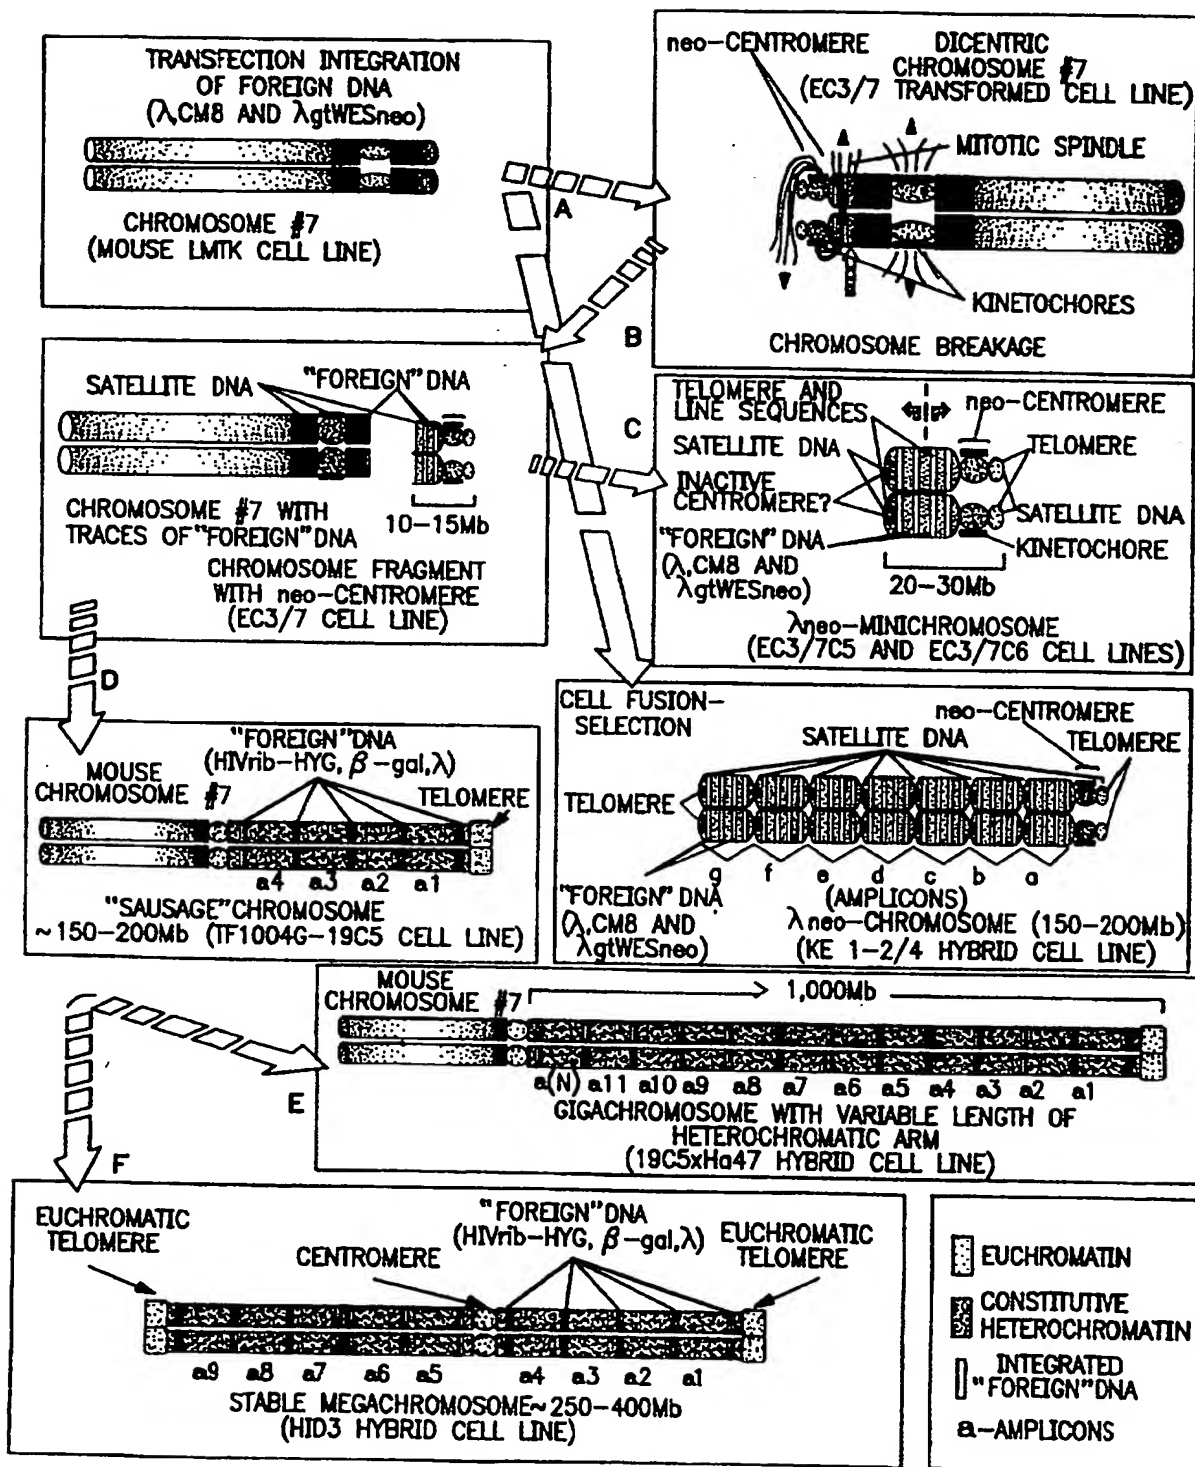 TRANSFECTION INTEGRATION
OF FOREIGN DNA
(λ,CM8 AND λgtWESneo)
CHROMOSOME #7
(MOUSE LMTK CELL LINE)
A
neo-CENTROMERE
DICENTRIC
CHROMOSOME #7
(EC3/7 TRANSFORMED CELL LINE)
MITOTIC SPINDLE
KINETOCHORES
CHROMOSOME BREAKAGE
B
SATELLITE DNA
"FOREIGN" DNA
10-15Mb
CHROMOSOME #7 WITH
TRACES OF "FOREIGN" DNA
CHROMOSOME FRAGMENT
WITH neo-CENTROMERE
(EC3/7 CELL LINE)
C
TELOMERE AND
LINE SEQUENCES
neo-CENTROMERE
SATELLITE DNA
TELOMERE
INACTIVE
CENTROMERE?
SATELLITE DNA
"FOREIGN" DNA
(λ,CM8 AND
λgtWESneo)
KINETOCHORE
20-30Mb
λneo-MINICHROMOSOME
(EC3/7C5 AND EC3/7C6 CELL LINES)
D
CELL FUSION-
SELECTION
neo-CENTROMERE
SATELLITE DNA
TELOMERE
TELOMERE
g f e d c b a
(AMPLICONS)
"FOREIGN" DNA
(λ,CM8 AND
λgtWESneo)
λneo-CHROMOSOME (150-200Mb)
(KE 1-2/4 HYBRID CELL LINE)
"FOREIGN" DNA
(HIVrib-HYG, β-gal,λ)
MOUSE
CHROMOSOME #7
TELOMERE
a4 a3 a2 a1
"SAUSAGE" CHROMOSOME
~150-200Mb (TF1004G-19C5 CELL LINE)
E
MOUSE
CHROMOSOME #7
> 1,000Mb
a(N) a11 a10 a9 a8 a7 a6 a5 a4 a3 a2 a1
GIGACHROMOSOME WITH VARIABLE LENGTH OF
HETEROCHROMATIC ARM
(19C5xHa47 HYBRID CELL LINE)
F
EUCHROMATIC
TELOMERE
CENTROMERE
"FOREIGN" DNA
(HIVrib-HYG, β-gal,λ)
EUCHROMATIC
TELOMERE
a9 a8 a7 a6 a5 a4 a3 a2 a1
STABLE MEGACHROMOSOME~250-400Mb
(HID3 HYBRID CELL LINE)
EUCHROMATIN
CONSTITUTIVE
HETEROCHROMATIN
INTEGRATED
"FOREIGN" DNA
a-AMPLICONS